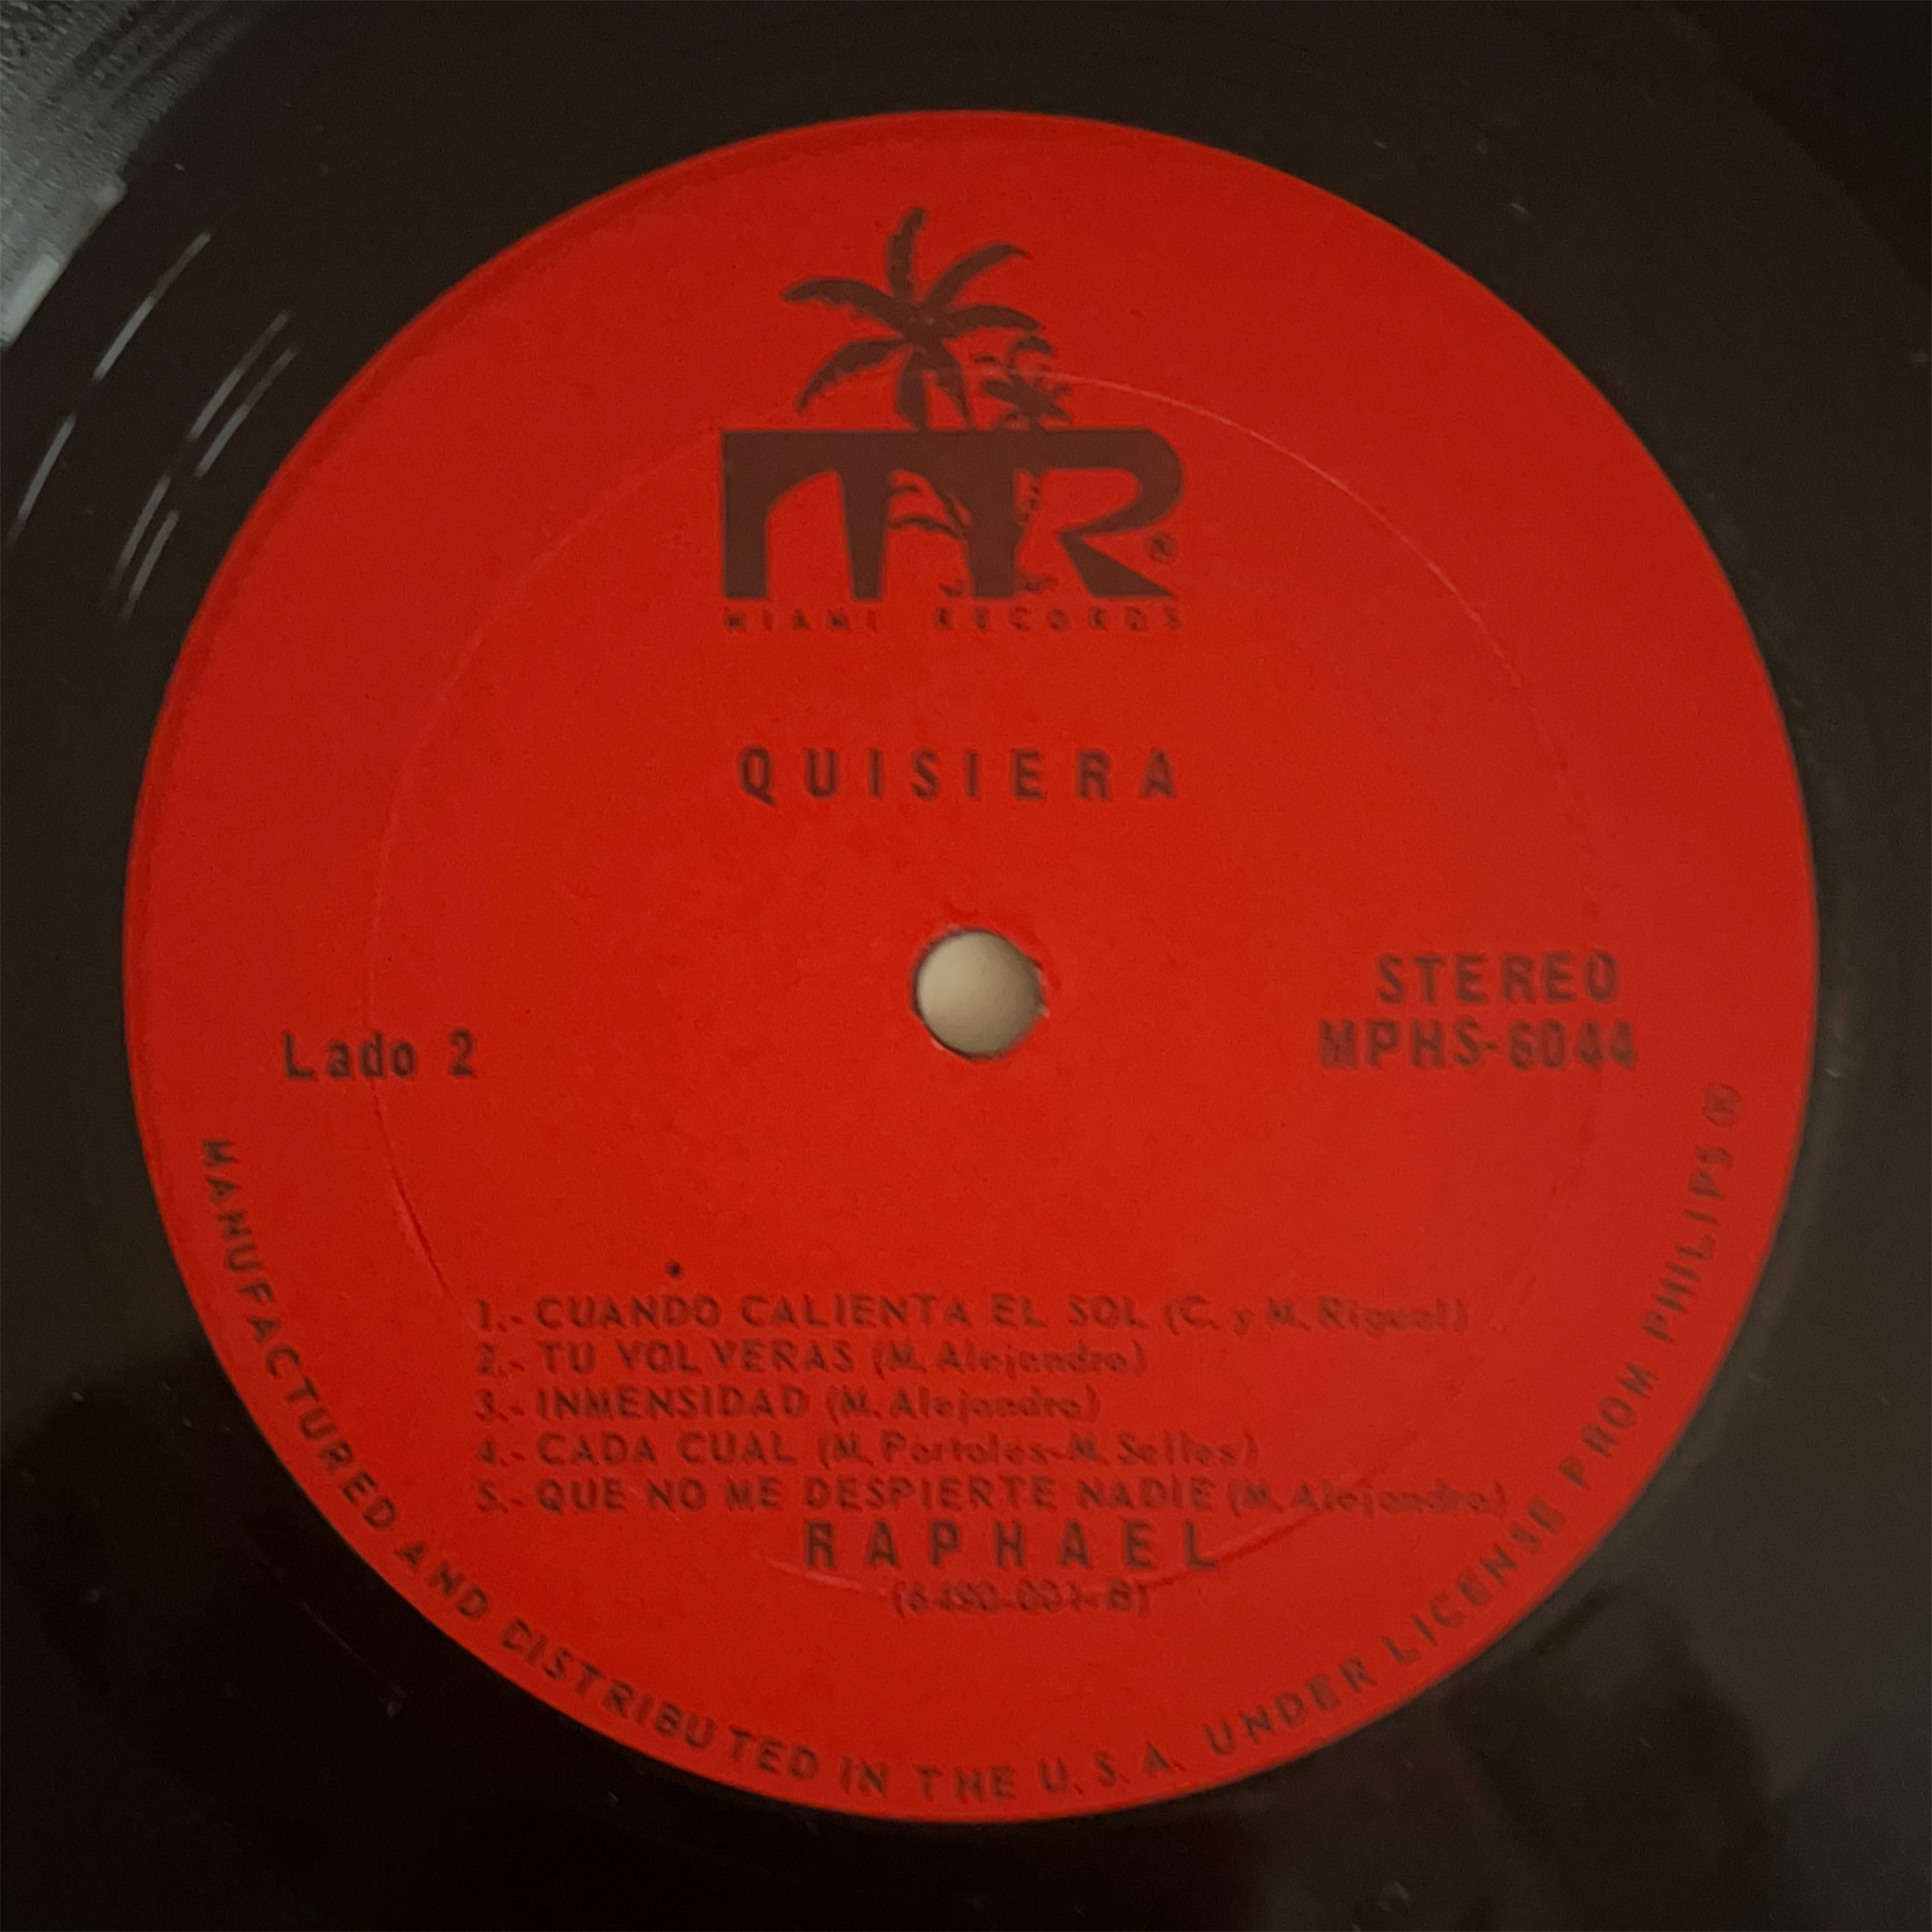 MR ®
MIAMI RECORDS
QUISIERA
STEREO
MPHS-6044
Lado 2
1.- CUANDO CALIENTA EL SOL (C. y M. Rigual)
2.- TU VOLVERAS (M. Alejandro)
3.- INMENSIDAD (M. Alejandro)
4.- CADA CUAL (M. Portoles-M. Selles)
5.- QUE NO ME DESPIERTE NADIE (M. Alejandro)
RAPHAEL
MANUFACTURED AND DISTRIBUTED IN THE U.S.A. UNDER LICENSE FROM PHILIPS ®